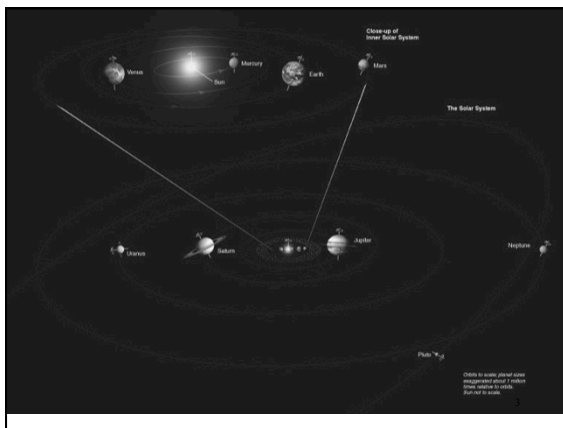 Close-up of
Inner Solar System
Venus
Sun
Mercury
Earth
Mars
The Solar System
Uranus
Saturn
Jupiter
Neptune
Pluto
Orbits to scale; planet sizes
exaggerated about 1 million
times relative to orbits.
Sun not to scale.
3